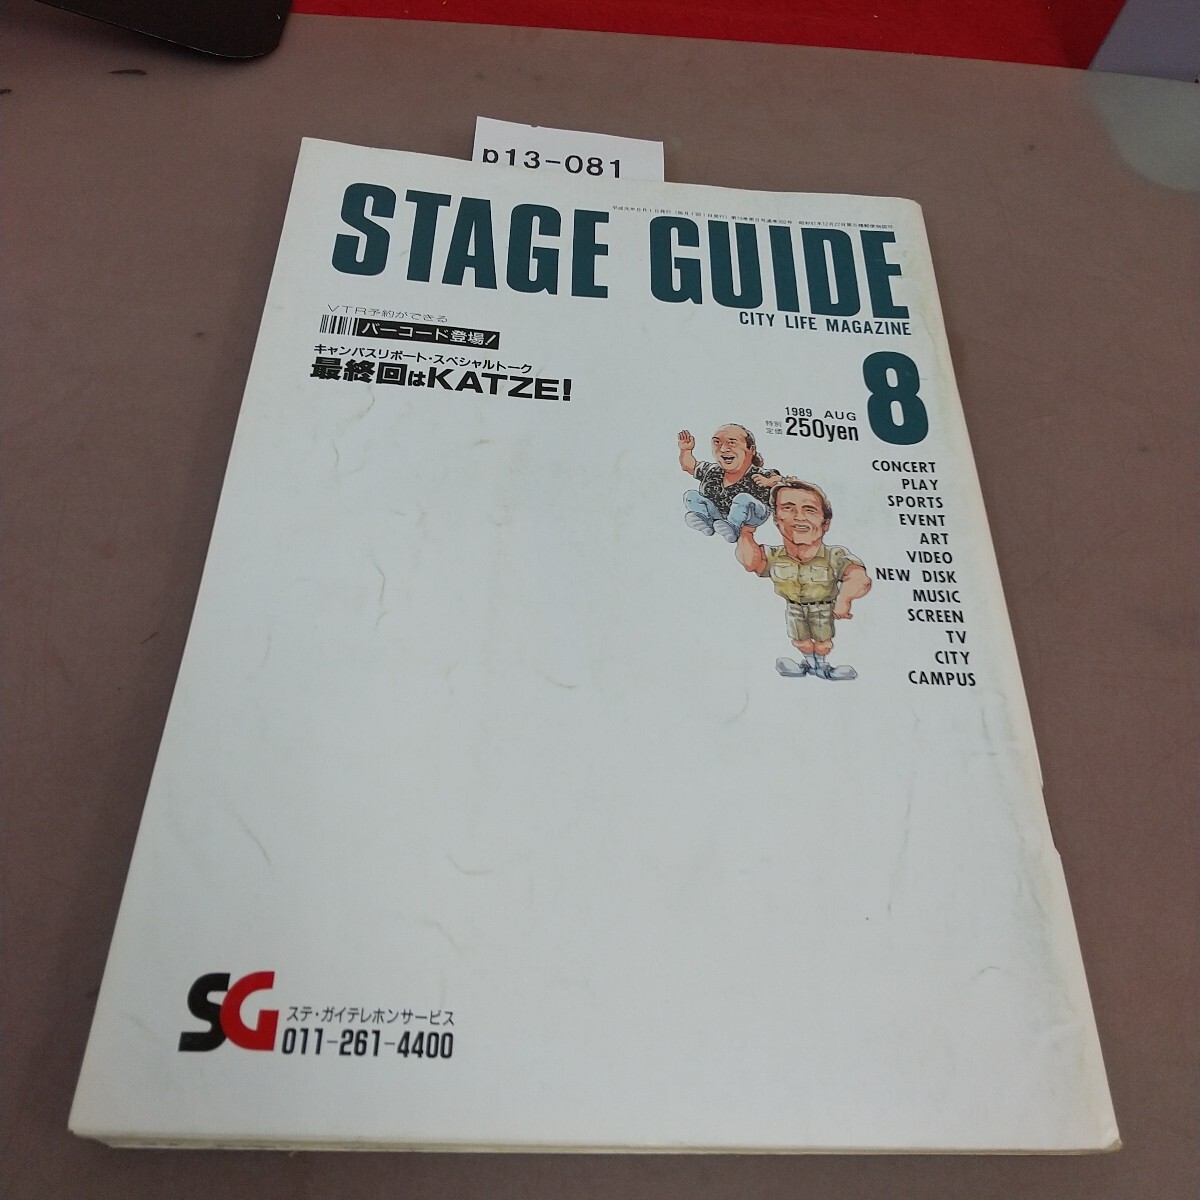 p13-081
STAGE GUIDE
CITY LIFE MAGAZINE
VTR予約ができる
バーコード登場!
キャンパスリポート・スペシャルトーク
最終回はKATZE!
8
1989 AUG
特別定価 250yen
CONCERT
PLAY
SPORTS
EVENT
ART
VIDEO
NEW DISK
MUSIC
SCREEN
TV
CITY
CAMPUS
SG
ステ・ガイテレホンサービス
011-261-4400